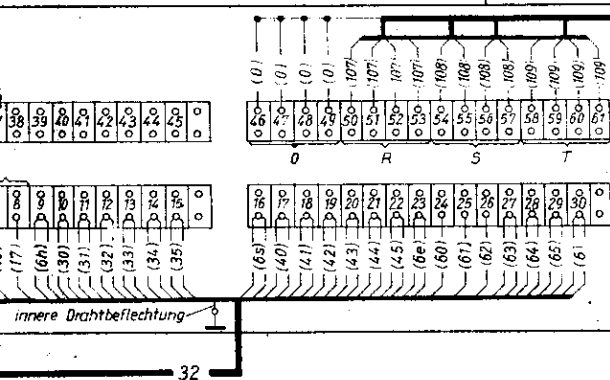 (0) (0) (0) (0) (107) (107) (107) (107) (108) (108) (108) (108) (109) (109) (109) (109)
38 39 40 41 42 43 44 45 46 47 48 49 50 51 52 53 54 55 56 57 58 59 60 61
0 R S T
8 9 10 11 12 13 14 15 16 17 18 19 20 21 22 23 24 25 26 27 28 29 30
(17) (6h) (30) (31) (32) (33) (34) (35) (6s) (40) (41) (42) (43) (44) (45) (6e) (60) (61) (62) (63) (64) (65)
innere Drahtbeflechtung
32